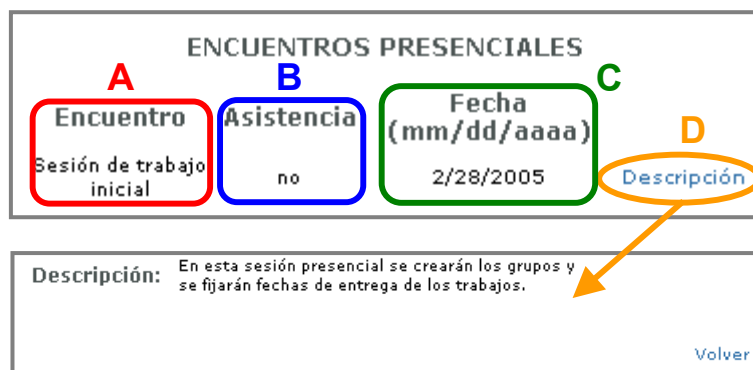 ENCUENTROS PRESENCIALES
A
B
C
D
Encuentro
Asistencia
Fecha
(mm/dd/aaaa)
Sesión de trabajo
inicial
no
2/28/2005
Descripción
Descripción:
En esta sesión presencial se crearán los grupos y
se fijarán fechas de entrega de los trabajos.
Volver